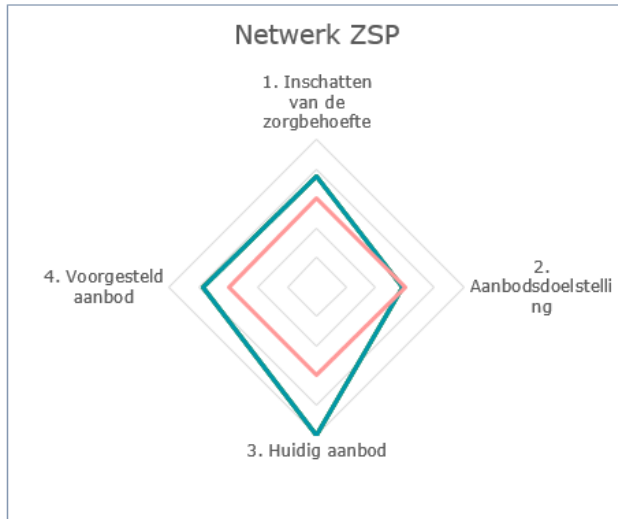 Netwerk ZSP
1. Inschatten
van de
zorgbehoefte
4. Voorgesteld
aanbod
2.
Aanbodsdoelstelli
ng
3. Huidig aanbod